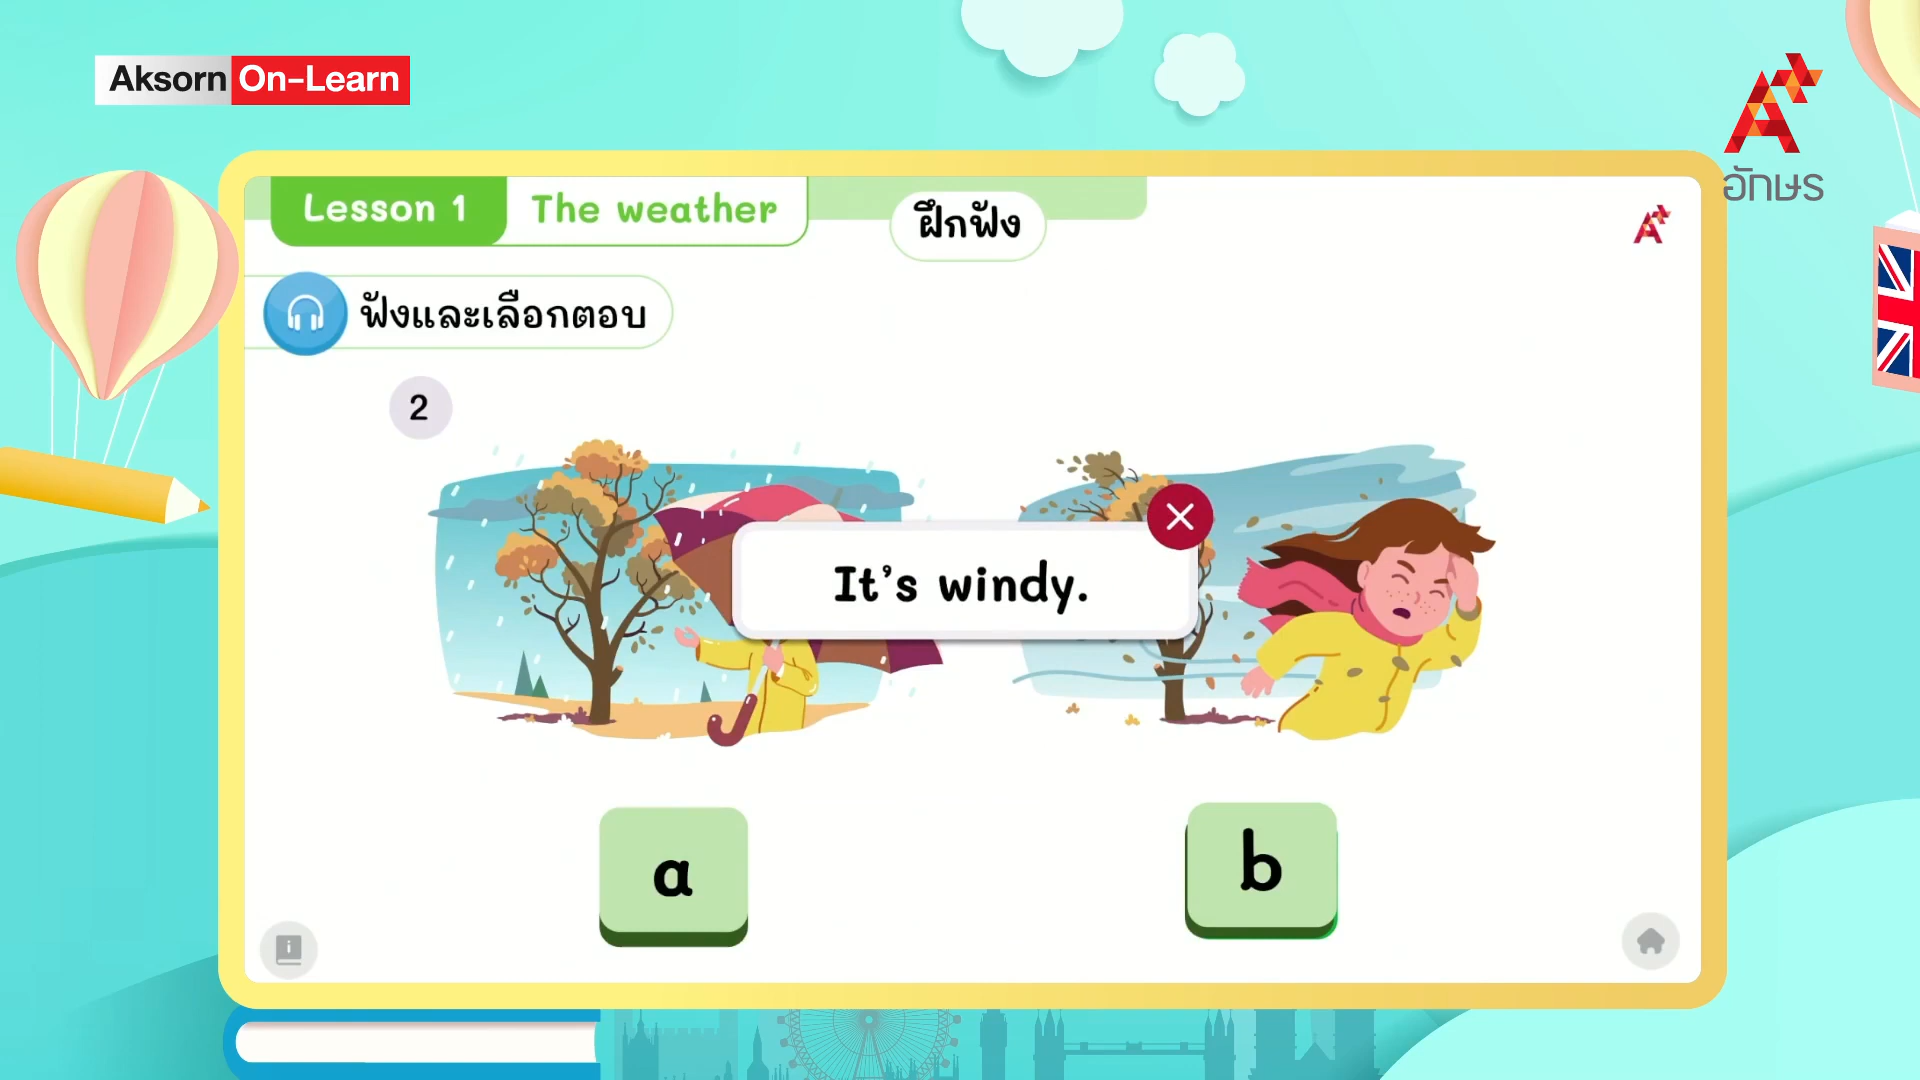 Aksorn On-Learn
อักษร
Lesson 1
The weather
ฝึกฟัง
ฟังและเลือกตอบ
2
It's windy.
a
b